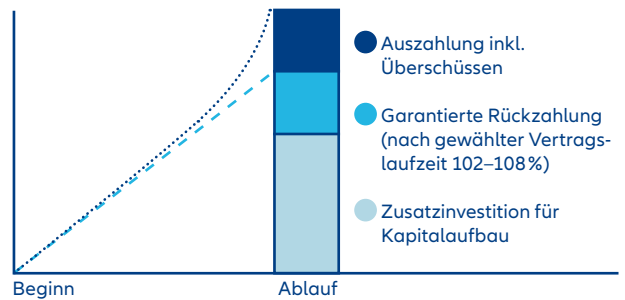 Auszahlung inkl.
Überschüssen
Garantierte Rückzahlung
(nach gewählter Vertrags-
laufzeit 102–108%)
Zusatzinvestition für
Kapitalaufbau
Beginn
Ablauf